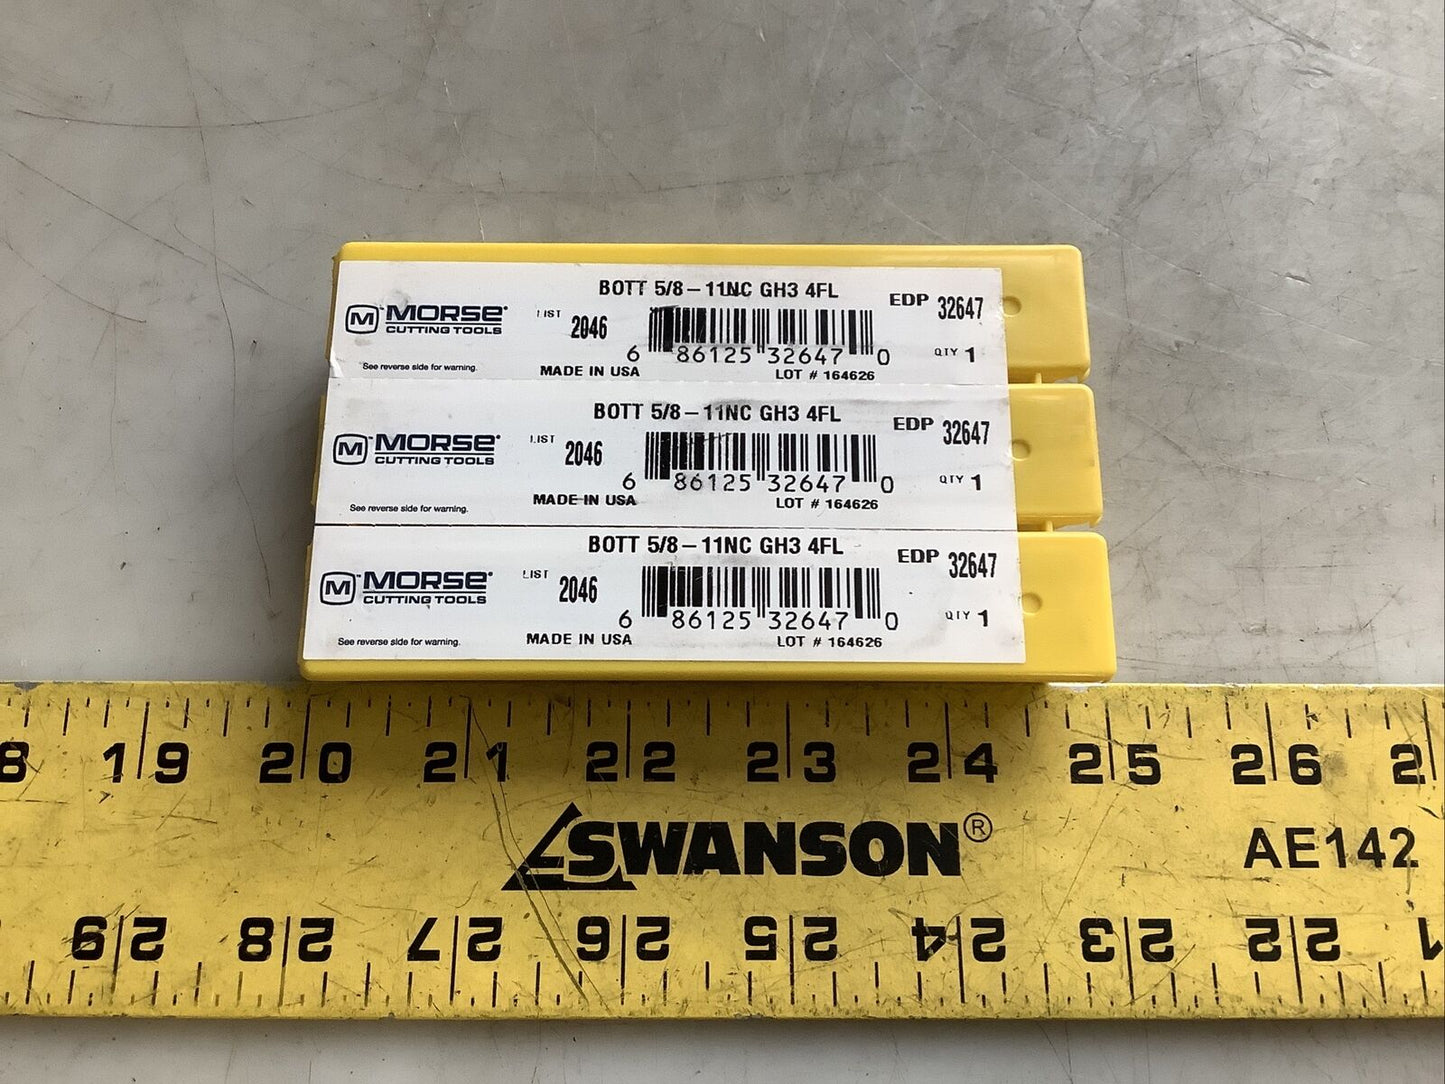 BOTT 5/8-11NC GH3 4FL
EDP 32647
M MORSE®
CUTTING TOOLS
LIST 2046
6 86125 32647 0
QTY 1
See reverse side for warning.
MADE IN USA
LOT # 164626
BOTT 5/8-11NC GH3 4FL
EDP 32647
M™ MORSE®
CUTTING TOOLS
LIST 2046
6 86125 32647 0
QTY 1
MADE IN USA
LOT # 164626
See reverse side for warning.
BOTT 5/8-11NC GH3 4FL
EDP 32647
M™ MORSE®
CUTTING TOOLS
LIST 2046
6 86125 32647 0
QTY 1
See reverse side for warning.
MADE IN USA
LOT # 164626
8 19 20 21 22 23 24 25 26 2
SWANSON®
AE142
29 28 27 26 25 24 23 22 1